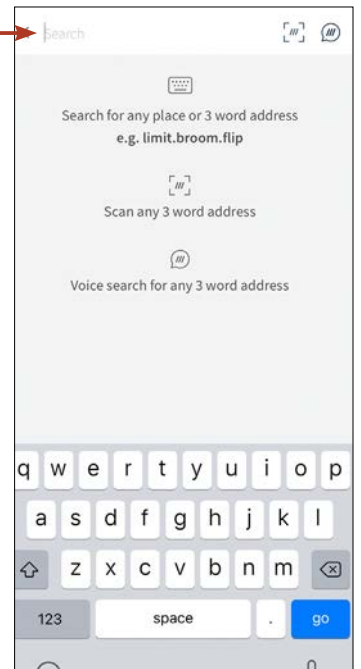 Search
Search for any place or 3 word address
e.g. limit.broom.flip
Scan any 3 word address
Voice search for any 3 word address
q w e r t y u i o p
a s d f g h j k l
z x c v b n m
123 space . go